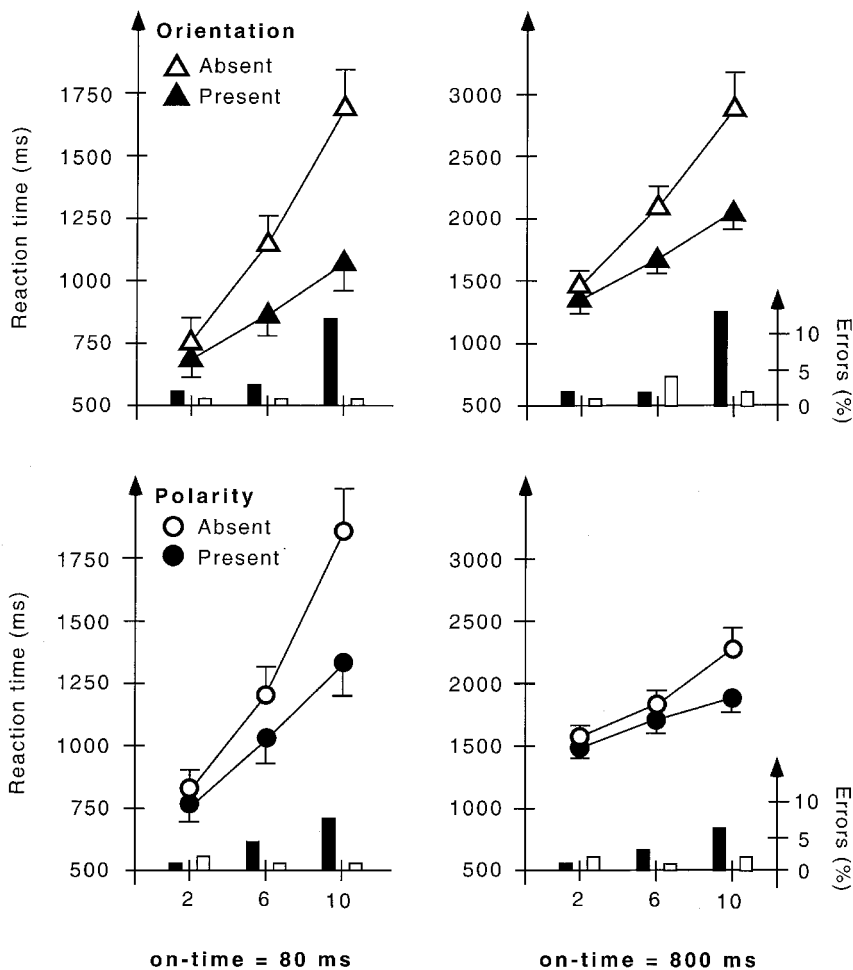 Orientation
Absent
Present
Reaction time (ms)
1750
1500
1250
1000
750
500
3000
2500
2000
1500
1000
500
10
5
0
Errors (%)
Polarity
Absent
Present
Reaction time (ms)
1750
1500
1250
1000
750
500
2 6 10
on-time = 80 ms
3000
2500
2000
1500
1000
500
10
5
0
Errors (%)
2 6 10
on-time = 800 ms